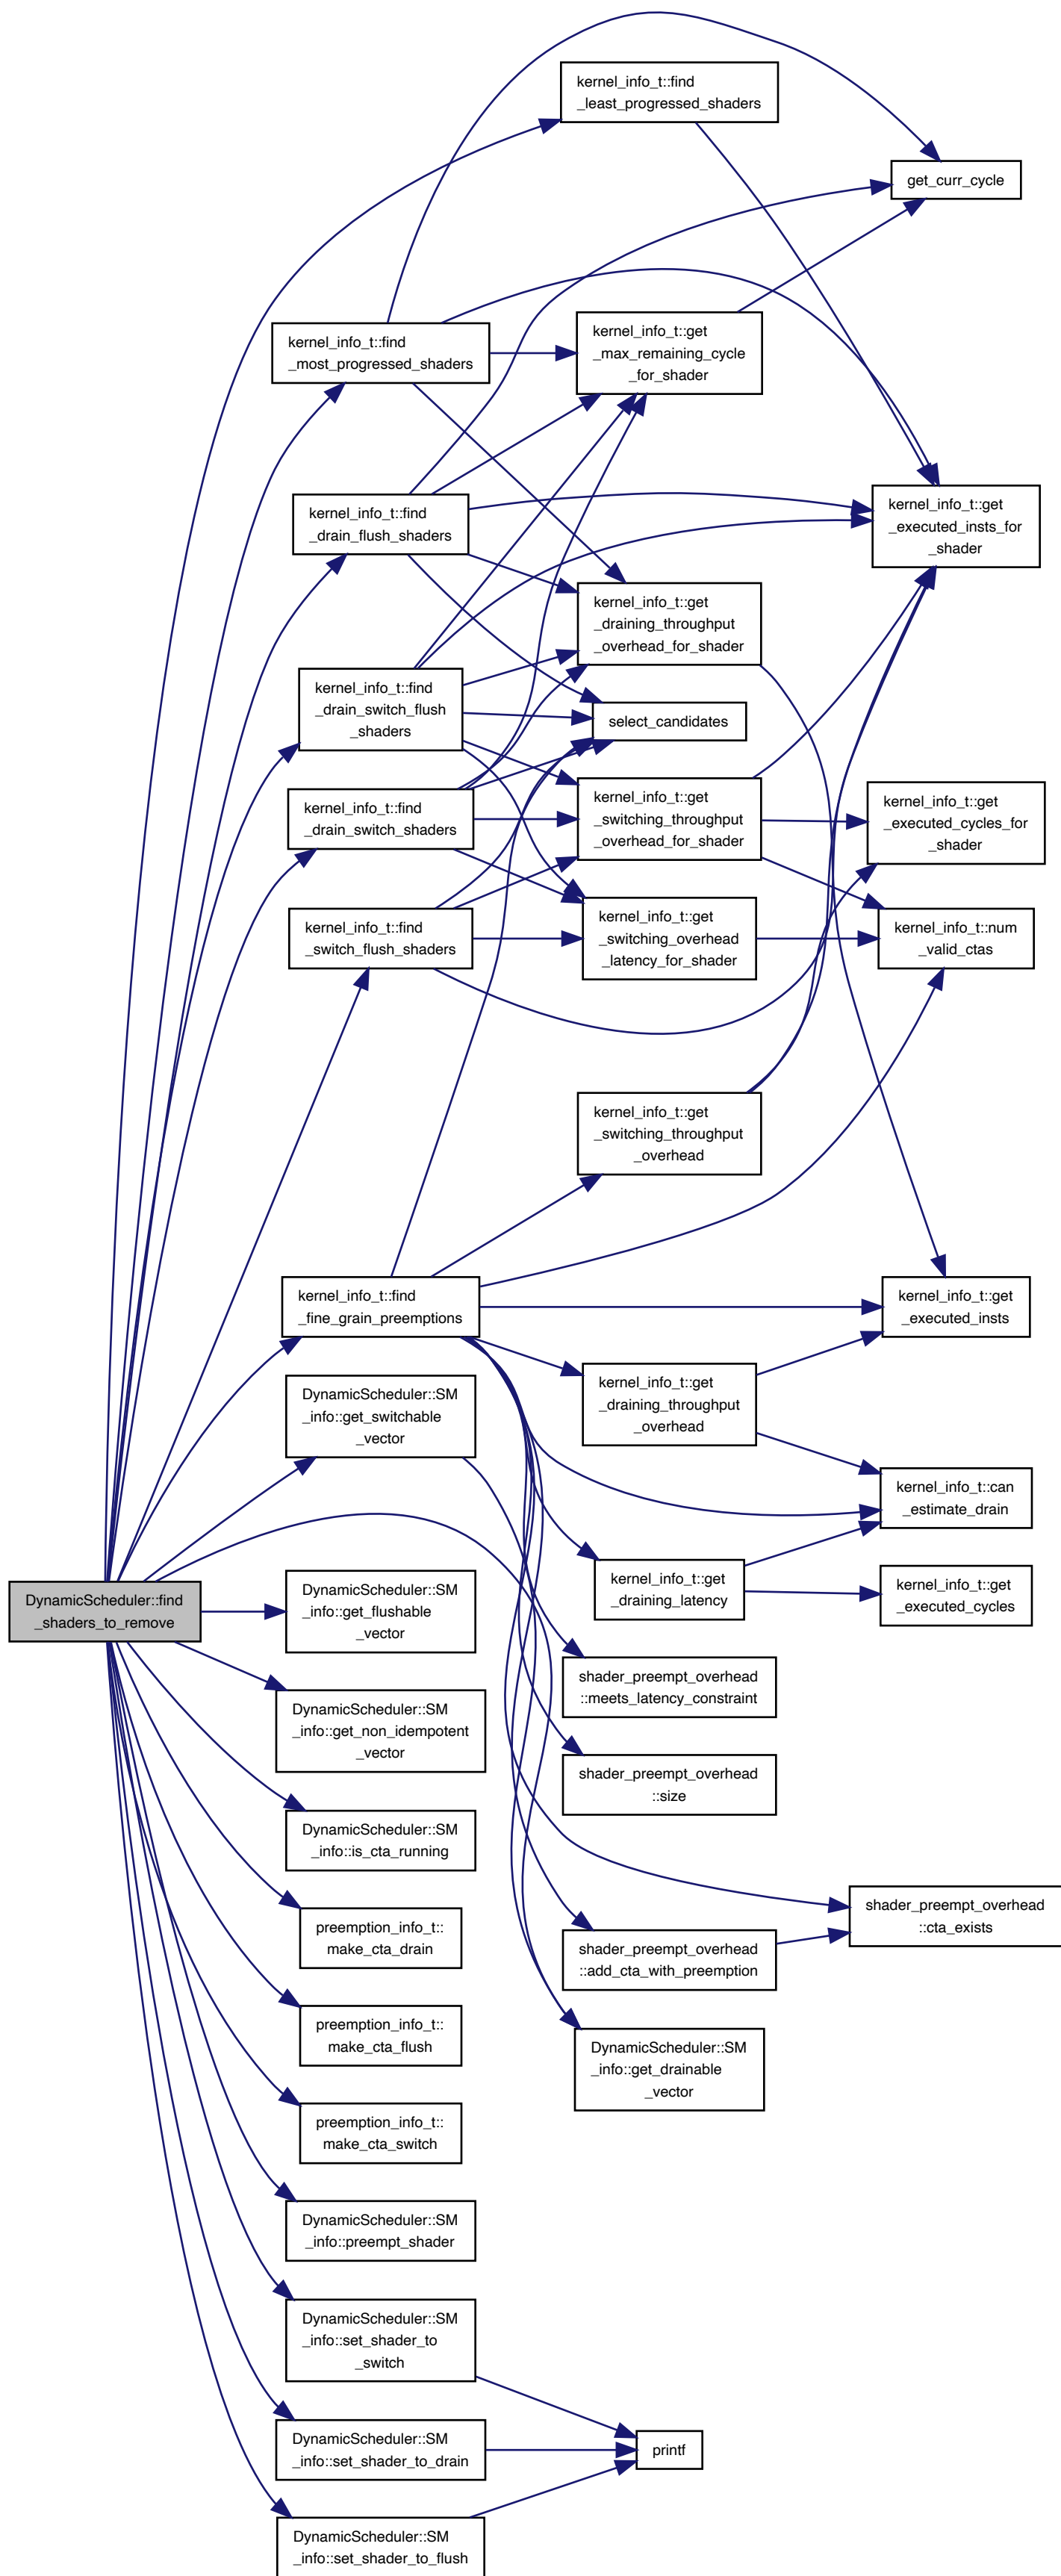 kernel_info_t::find
_least_progressed_shaders
get_curr_cycle
kernel_info_t::find
_most_progressed_shaders
kernel_info_t::get
_max_remaining_cycle
_for_shader
kernel_info_t::find
_drain_flush_shaders
kernel_info_t::get
_executed_insts_for
_shader
kernel_info_t::get
_draining_throughput
_overhead_for_shader
kernel_info_t::find
_drain_switch_flush
_shaders
select_candidates
kernel_info_t::find
_drain_switch_shaders
kernel_info_t::get
_switching_throughput
_overhead_for_shader
kernel_info_t::get
_executed_cycles_for
_shader
kernel_info_t::find
_switch_flush_shaders
kernel_info_t::get
_switching_overhead
_latency_for_shader
kernel_info_t::num
_valid_ctas
kernel_info_t::get
_switching_throughput
_overhead
kernel_info_t::find
_fine_grain_preemptions
kernel_info_t::get
_executed_insts
DynamicScheduler::SM
_info::get_switchable
_vector
kernel_info_t::get
_draining_throughput
_overhead
kernel_info_t::can
_estimate_drain
DynamicScheduler::find
_shaders_to_remove
DynamicScheduler::SM
_info::get_flushable
_vector
kernel_info_t::get
_draining_latency
kernel_info_t::get
_executed_cycles
DynamicScheduler::SM
_info::get_non_idempotent
_vector
shader_preempt_overhead
::meets_latency_constraint
DynamicScheduler::SM
_info::is_cta_running
shader_preempt_overhead
::size
preemption_info_t::
make_cta_drain
shader_preempt_overhead
::add_cta_with_preemption
shader_preempt_overhead
::cta_exists
preemption_info_t::
make_cta_flush
DynamicScheduler::SM
_info::get_drainable
_vector
preemption_info_t::
make_cta_switch
DynamicScheduler::SM
_info::preempt_shader
DynamicScheduler::SM
_info::set_shader_to
_switch
DynamicScheduler::SM
_info::set_shader_to_drain
printf
DynamicScheduler::SM
_info::set_shader_to_flush